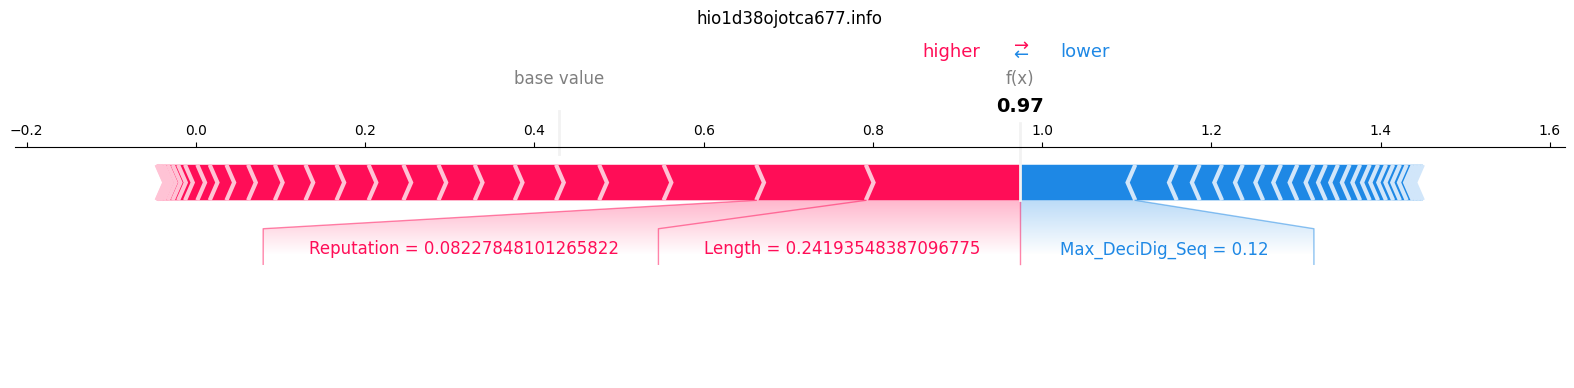 hio1d38ojotca677.info
higher ⇄ lower
base value f(x)
0.97
−0.2 0.0 0.2 0.4 0.6 0.8 1.0 1.2 1.4 1.6
Reputation = 0.08227848101265822 Length = 0.24193548387096775 Max_DeciDig_Seq = 0.12